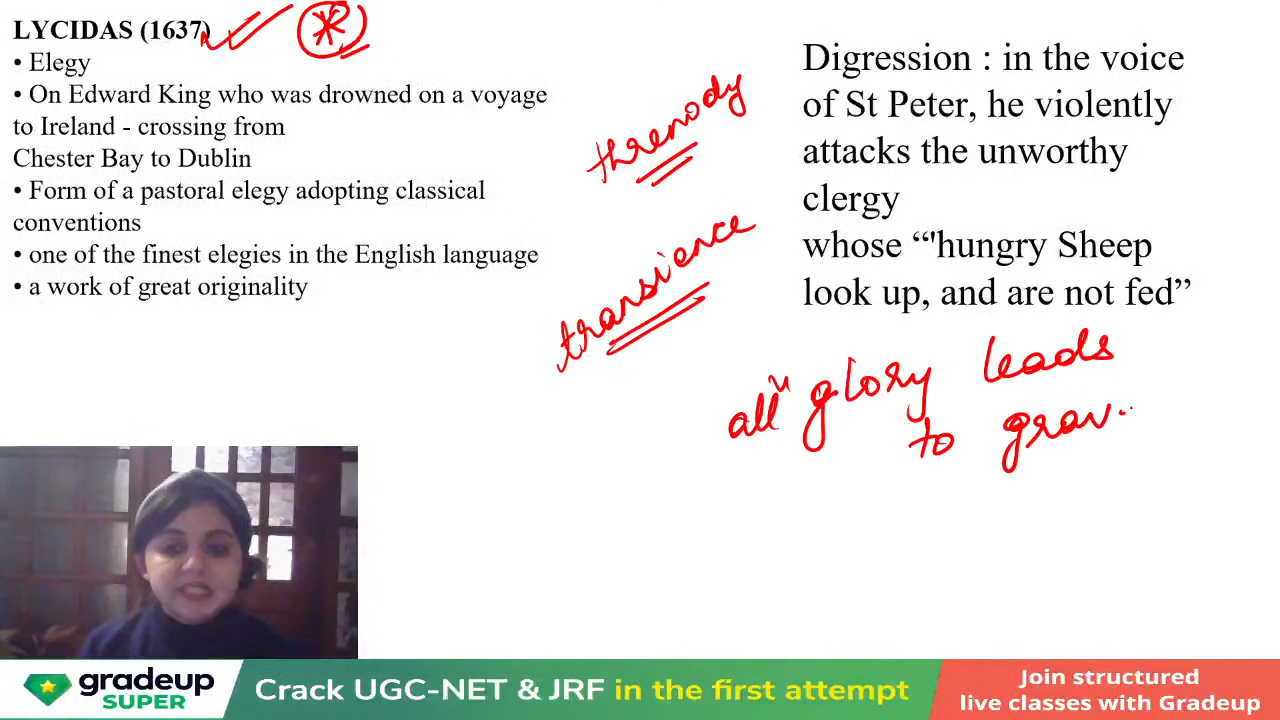 LYCIDAS (1637)
• Elegy
• On Edward King who was drowned on a voyage
to Ireland - crossing from
Chester Bay to Dublin
• Form of a pastoral elegy adopting classical
conventions
• one of the finest elegies in the English language
• a work of great originality
threnody
transience
Digression : in the voice
of St Peter, he violently
attacks the unworthy
clergy
whose “'hungry Sheep
look up, and are not fed”
all glory leads
to grav
gradeup
SUPER
Crack UGC-NET & JRF in the first attempt
Join structured
live classes with Gradeup